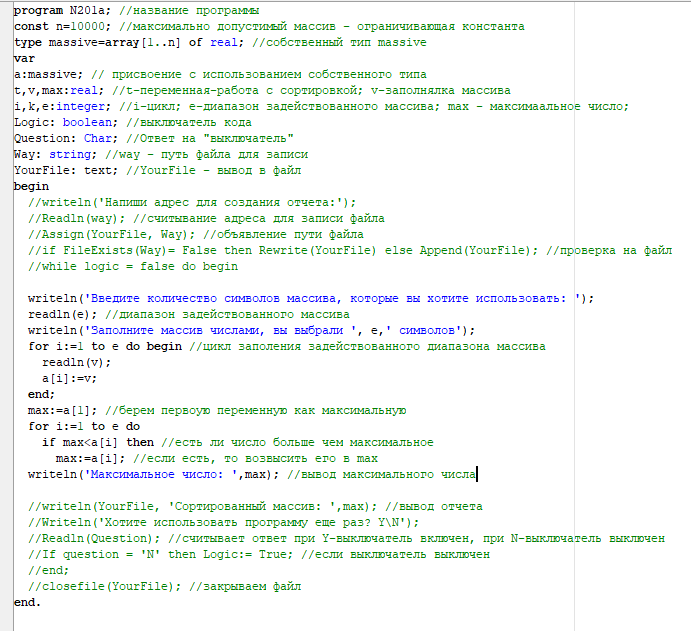 program N201a; //название программы
const n=10000; //максимально допустимый массив - ограничивающая константа
type massive=array[1..n] of real; //собственный тип massive
var
a:massive; // присвоение с использованием собственного типа
t,v,max:real; //t-переменная-работа с сортировкой; v-заполнялка массива
i,k,e:integer; //i-цикл; e-диапазон задействованного массива; max - максимаальное число;
Logic: boolean; //выключатель кода
Question: Char; //Ответ на "выключатель"
Way: string; //way - путь файла для записи
YourFile: text; //YourFile - вывод в файл
begin
//writeln('Напиши адрес для создания отчета:');
//Readln(way); //считывание адреса для записи файла
//Assign(YourFile, Way); //объявление пути файла
//if FileExists(Way)= False then Rewrite(YourFile) else Append(YourFile); //проверка на файл
//while logic = false do begin
writeln('Введите количество символов массива, которые вы хотите использовать: ');
readln(e); //диапазон задействованного массива
writeln('Заполните массив числами, вы выбрали ', e,' символов');
for i:=1 to e do begin //цикл заполения задействованного диапазона массива
readln(v);
a[i]:=v;
end;
max:=a[1]; //берем первоую переменную как максимальную
for i:=1 to e do
if max<a[i] then //есть ли число больше чем максимальное
max:=a[i]; //если есть, то возвысить его в max
writeln('Максимальное число: ',max); //вывод максимального числа
//writeln(YourFile, 'Сортированный массив: ',max); //вывод отчета
//Writeln('Хотите использовать программу еще раз? Y\N');
//Readln(Question); //считывает ответ при Y-выключатель включен, при N-выключатель выключен
//If question = 'N' then Logic:= True; //если выключатель выключен
//end;
//closefile(YourFile); //закрываем файл
end.